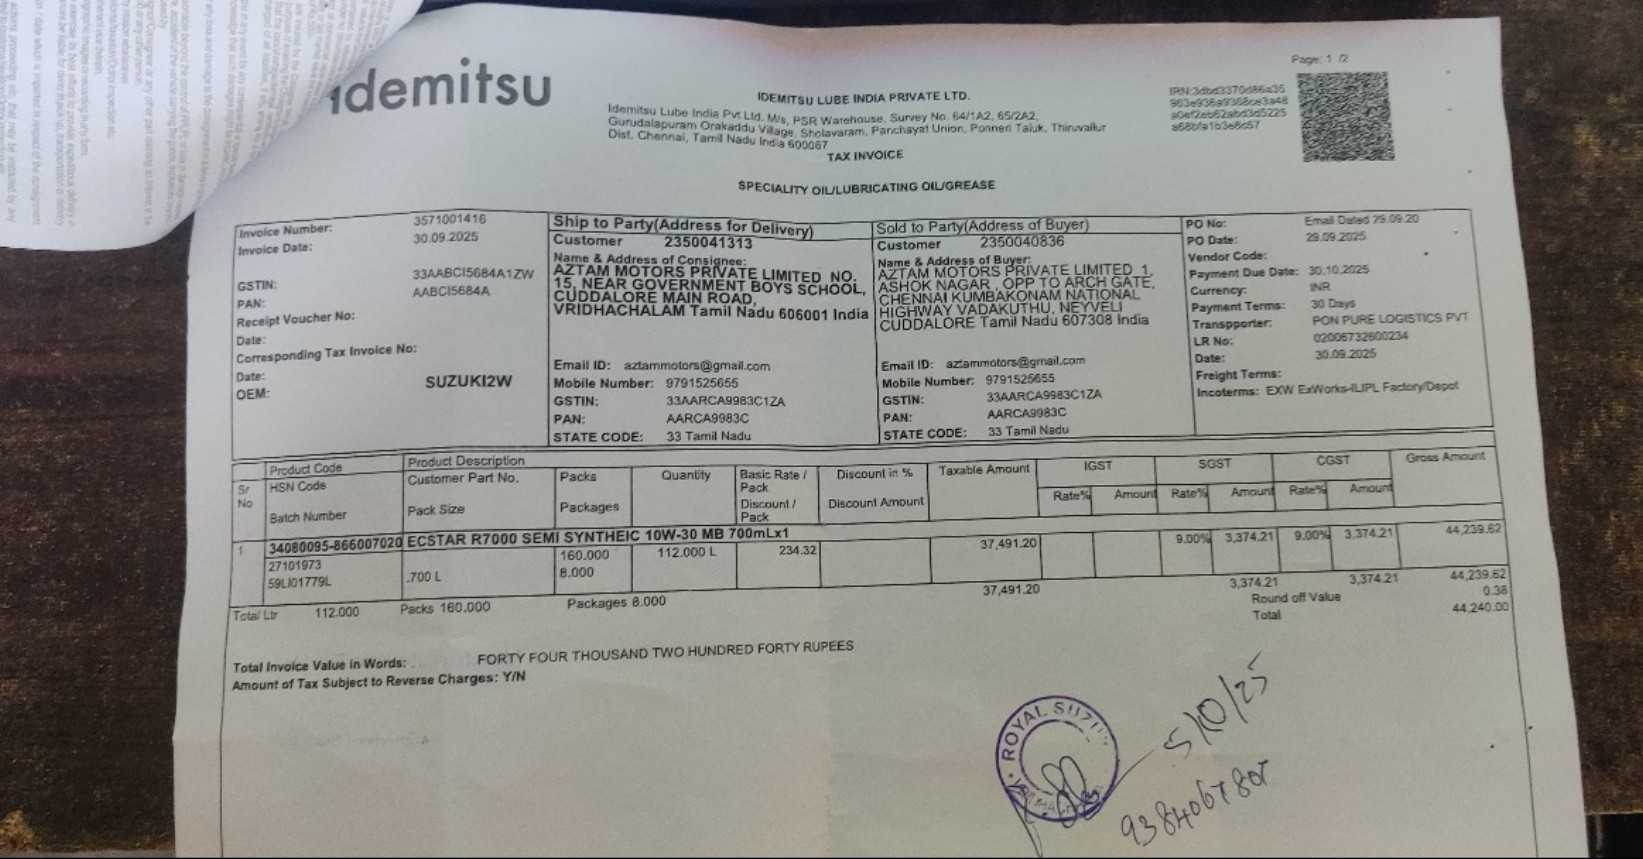 idemitsu
Page: 1 /2
IDEMITSU LUBE INDIA PRIVATE LTD.
Idemitsu Lube India Pvt Ltd. M/s, PSR Warehouse, Survey No. 64/1A2, 65/2A2,
Gurudalapuram Orakaddu Village, Sholavaram, Panchayat Union, Ponneri Taluk, Thiruvallur
Dist. Chennai, Tamil Nadu India 600067
TAX INVOICE
SPECIALITY OIL/LUBRICATING OIL/GREASE
Invoice Number: 3571001416
Invoice Date: 30.09.2025
GSTIN: 33AABCI5684A1ZW
PAN: AABCI5684A
Receipt Voucher No:
Date:
Corresponding Tax Invoice No:
Date:
OEM: SUZUKI2W
Ship to Party(Address for Delivery)
Customer 2350041313
Name & Address of Consignee:
AZTAM MOTORS PRIVATE LIMITED NO.
15, NEAR GOVERNMENT BOYS SCHOOL,
CUDDALORE MAIN ROAD,
VRIDHACHALAM Tamil Nadu 606001 India
Email ID: aztammotors@gmail.com
Mobile Number: 9791525655
GSTIN: 33AARCA9983C1ZA
PAN: AARCA9983C
STATE CODE: 33 Tamil Nadu
Sold to Party(Address of Buyer)
Customer 2350040836
Name & Address of Buyer:
AZTAM MOTORS PRIVATE LIMITED 1,
ASHOK NAGAR , OPP TO ARCH GATE,
CHENNAI KUMBAKONAM NATIONAL
HIGHWAY VADAKUTHU, NEYVELI
CUDDALORE Tamil Nadu 607308 India
Email ID: aztammotors@gmail.com
Mobile Number: 9791525655
GSTIN: 33AARCA9983C1ZA
PAN: AARCA9983C
STATE CODE: 33 Tamil Nadu
PO No: Email Dated 29.09.20
PO Date: 29.09.2025
Vendor Code:
Payment Due Date: 30.10.2025
Currency: INR
Payment Terms: 30 Days
Transpporter: PON PURE LOGISTICS PVT
LR No: 02006732600234
Date: 30.09.2025
Freight Terms:
Incoterms: EXW ExWorks-ILIPL Factory/Depot
Sr No
Product Code
HSN Code
Batch Number
Product Description
Customer Part No.
Pack Size
Packs
Packages
Quantity
Basic Rate / Pack
Discount / Pack
Discount in %
Discount Amount
Taxable Amount
IGST
Rate% Amount
SGST
Rate% Amount
CGST
Rate% Amount
Gross Amount
1 34080095-866007020 ECSTAR R7000 SEMI SYNTHEIC 10W-30 MB 700mLx1
27101973 160.000 112.000 L 234.32 37,491.20 9.00% 3,374.21 9.00% 3,374.21 44,239.62
59LI01779L .700 L 8.000
37,491.20 3,374.21 3,374.21 44,239.62
Total Ltr 112.000 Packs 160.000 Packages 8.000
Round off Value 0.38
Total 44,240.00
Total Invoice Value in Words: FORTY FOUR THOUSAND TWO HUNDRED FORTY RUPEES
Amount of Tax Subject to Reverse Charges: Y/N
ROYAL
5/10/25